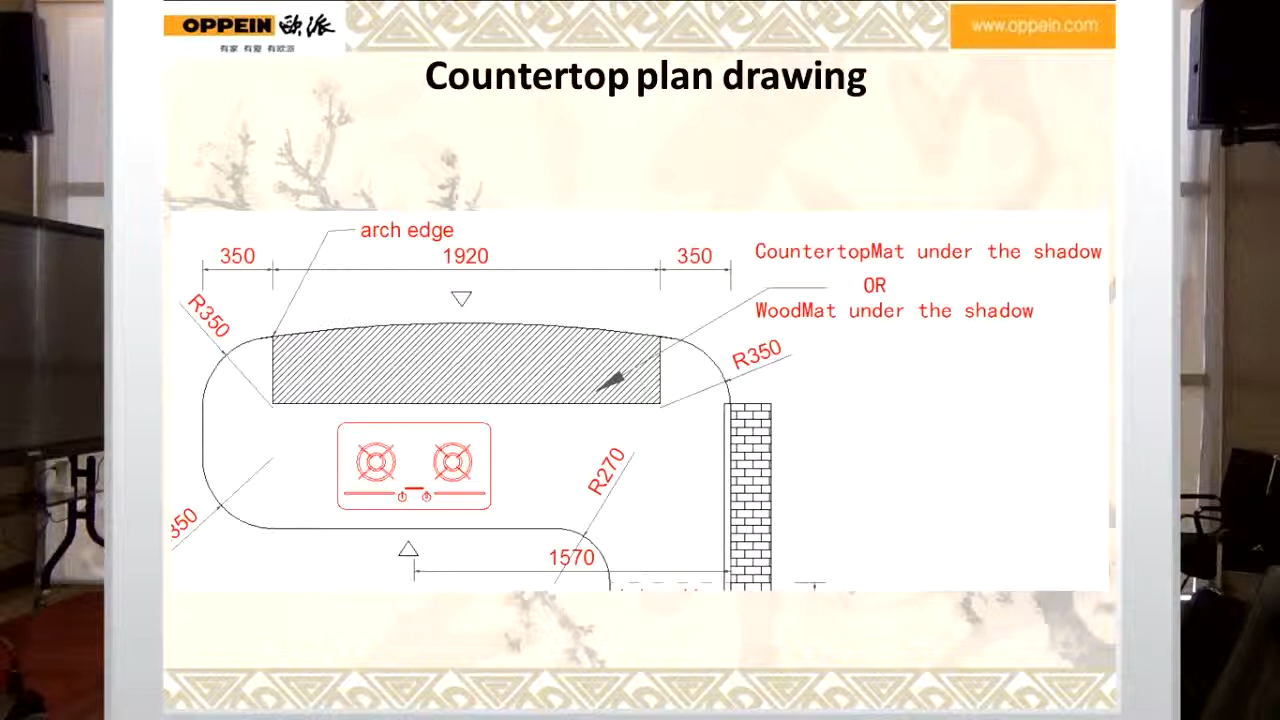 OPPEIN 欧派
有家 有爱 有欧派
www.oppein.com
Countertop plan drawing
arch edge
350
1920
350
CountertopMat under the shadow
OR
WoodMat under the shadow
R350
R350
R270
350
1570